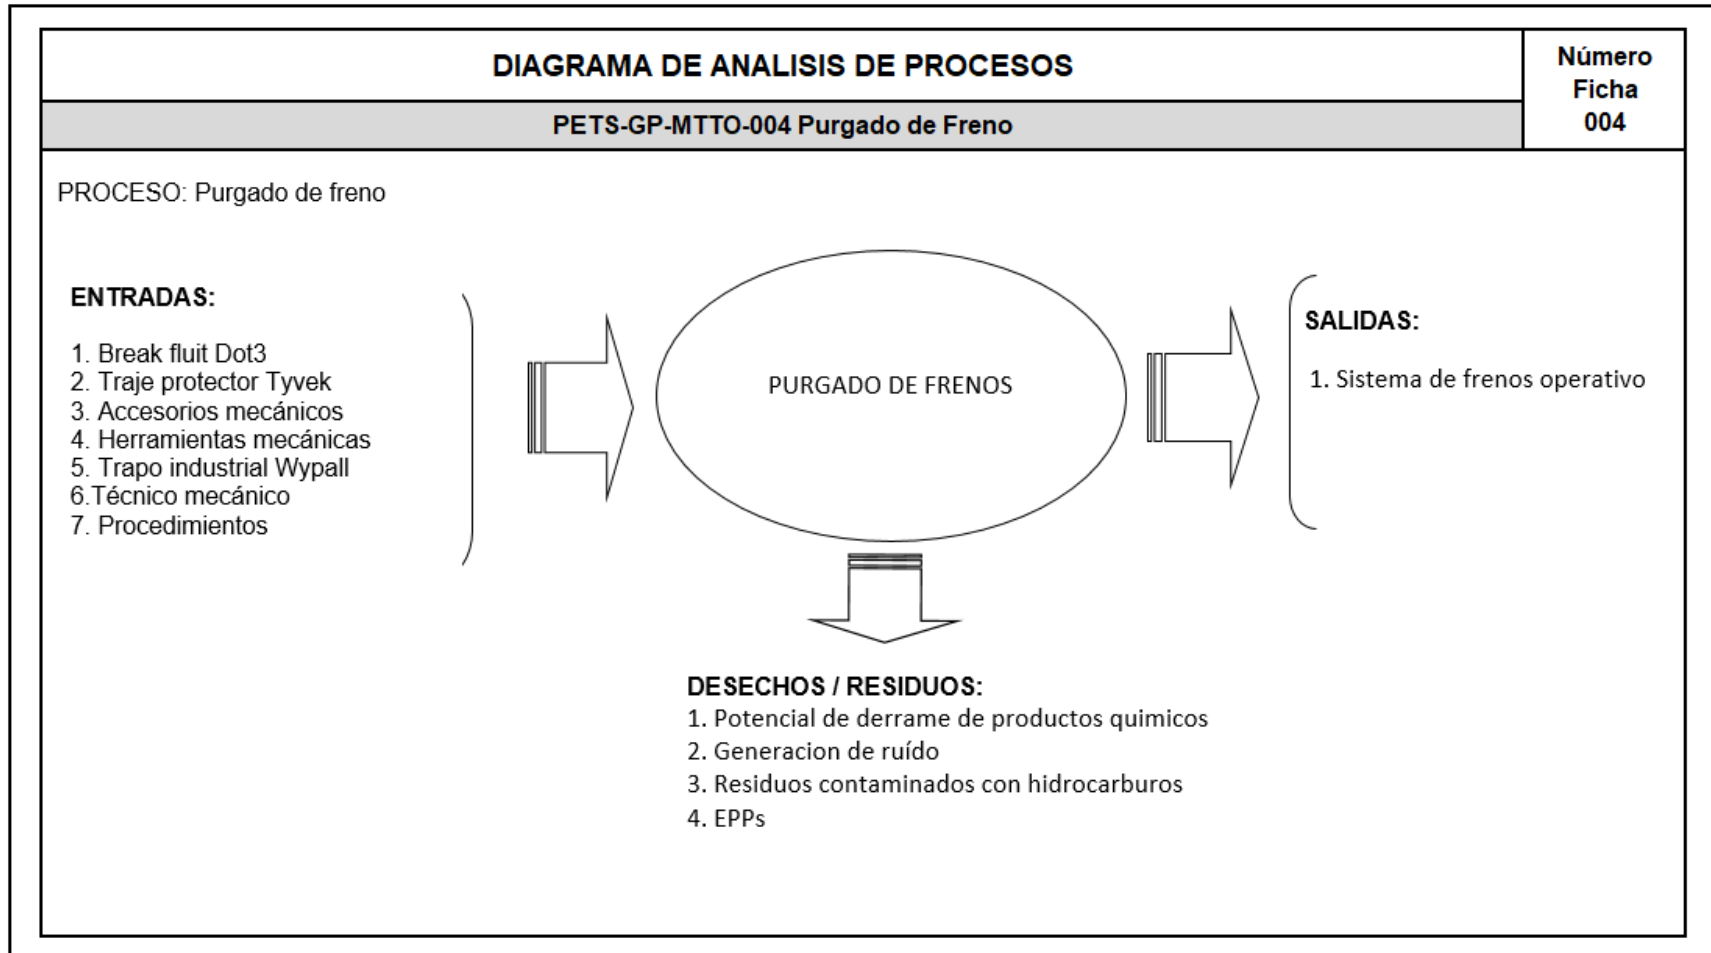 DIAGRAMA DE ANALISIS DE PROCESOS
Número
Ficha
004
PETS-GP-MTTO-004 Purgado de Freno
PROCESO: Purgado de freno
ENTRADAS:
1. Break fluit Dot3
2. Traje protector Tyvek
3. Accesorios mecánicos
4. Herramientas mecánicas
5. Trapo industrial Wypall
6.Técnico mecánico
7. Procedimientos
PURGADO DE FRENOS
SALIDAS:
1. Sistema de frenos operativo
DESECHOS / RESIDUOS:
1. Potencial de derrame de productos quimicos
2. Generacion de ruído
3. Residuos contaminados con hidrocarburos
4. EPPs